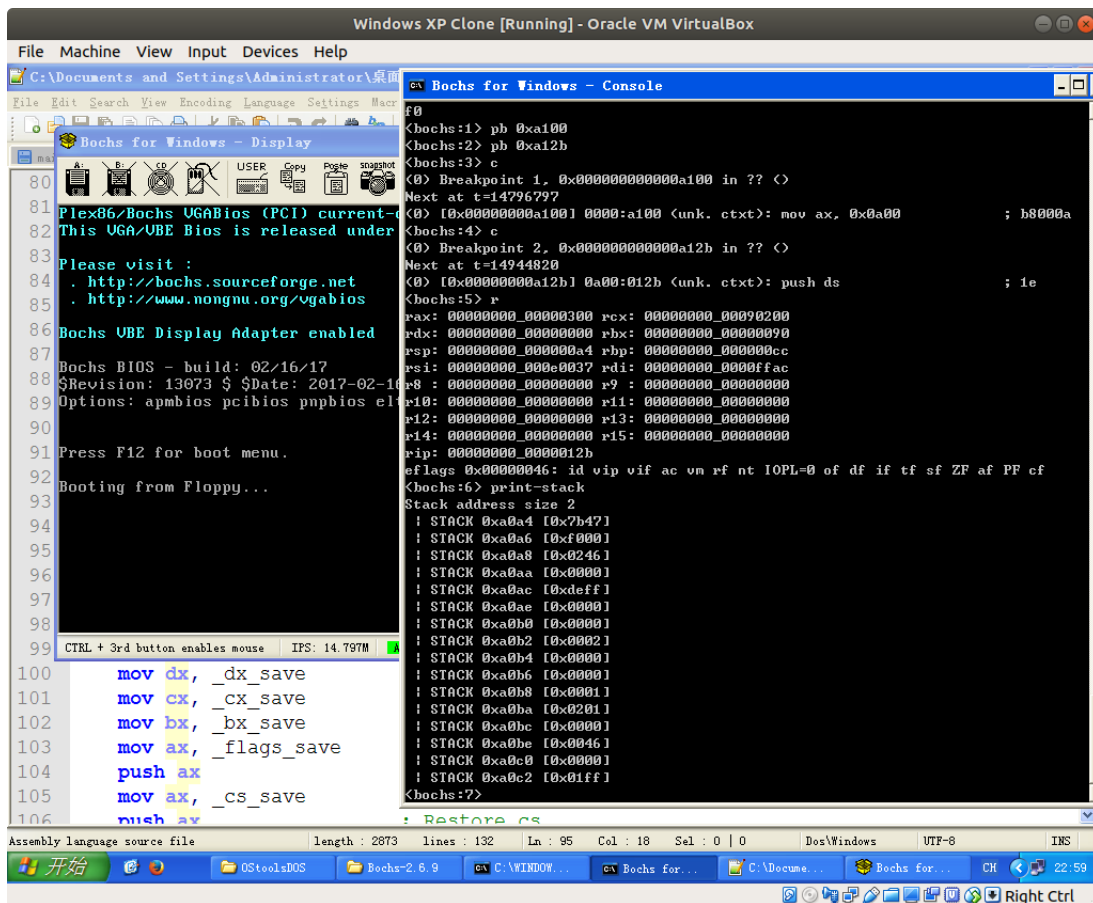 Windows XP Clone [Running] - Oracle VM VirtualBox
File Machine View Input Devices Help
C:\Documents and Settings\Administrator\桌面
File Edit Search View Encoding Language Settings Macr
Bochs for Windows - Display
A: B: CD USER Copy Paste snapshot
80
81
82
83
84
85
86
87
88
89
90
91
92
93
94
95
96
97
98
99
Plex86/Bochs VGABios (PCI) current-
This VGA/VBE Bios is released under
Please visit :
. http://bochs.sourceforge.net
. http://www.nongnu.org/vgabios
Bochs VBE Display Adapter enabled
Bochs BIOS - build: 02/16/17
$Revision: 13073 $ $Date: 2017-02-16
Options: apmbios pcibios pnpbios elt
Press F12 for boot menu.
Booting from Floppy...
CTRL + 3rd button enables mouse IPS: 14.797M A
100 mov dx, _dx_save
101 mov cx, _cx_save
102 mov bx, _bx_save
103 mov ax, _flags_save
104 push ax
105 mov ax, _cs_save
106 push ax ; Restore cs
Bochs for Windows - Console
f0
<bochs:1> pb 0xa100
<bochs:2> pb 0xa12b
<bochs:3> c
(0) Breakpoint 1, 0x000000000000a100 in ?? ()
Next at t=14796797
(0) [0x00000000a100] 0000:a100 (unk. ctxt): mov ax, 0x0a00 ; b8000a
<bochs:4> c
(0) Breakpoint 2, 0x000000000000a12b in ?? ()
Next at t=14944820
(0) [0x00000000a12b] 0a00:012b (unk. ctxt): push ds ; 1e
<bochs:5> r
rax: 00000000_00000300 rcx: 00000000_00090200
rdx: 00000000_00000000 rbx: 00000000_00000090
rsp: 00000000_000000a4 rbp: 00000000_000000cc
rsi: 00000000_000e0037 rdi: 00000000_0000ffac
r8 : 00000000_00000000 r9 : 00000000_00000000
r10: 00000000_00000000 r11: 00000000_00000000
r12: 00000000_00000000 r13: 00000000_00000000
r14: 00000000_00000000 r15: 00000000_00000000
rip: 00000000_0000012b
eflags 0x00000046: id vip vif ac vm rf nt IOPL=0 of df if tf sf ZF af PF cf
<bochs:6> print-stack
Stack address size 2
| STACK 0xa0a4 [0x7b47]
| STACK 0xa0a6 [0xf000]
| STACK 0xa0a8 [0x0246]
| STACK 0xa0aa [0x0000]
| STACK 0xa0ac [0xdeff]
| STACK 0xa0ae [0x0000]
| STACK 0xa0b0 [0x0000]
| STACK 0xa0b2 [0x0002]
| STACK 0xa0b4 [0x0000]
| STACK 0xa0b6 [0x0000]
| STACK 0xa0b8 [0x0001]
| STACK 0xa0ba [0x0201]
| STACK 0xa0bc [0x0000]
| STACK 0xa0be [0x0046]
| STACK 0xa0c0 [0x0000]
| STACK 0xa0c2 [0x01ff]
<bochs:7>
Assembly language source file length : 2873 lines : 132 Ln : 95 Col : 18 Sel : 0 | 0 Dos\Windows UTF-8 INS
开始 OStoolsDOS Bochs-2.6.9 C:\WINDOW... Bochs for... C:\Docume... Bochs for... CH 22:59
Right Ctrl